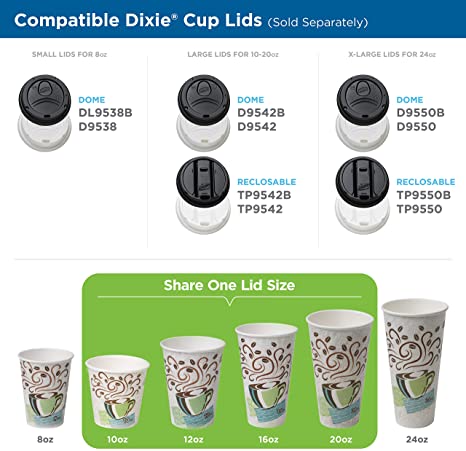 Compatible Dixie® Cup Lids (Sold Separately)
SMALL LIDS FOR 8oz
LARGE LIDS FOR 10-20oz
X-LARGE LIDS FOR 24oz
DOME
DL9538B
D9538
DOME
D9542B
D9542
DOME
D9550B
D9550
RECLOSABLE
TP9542B
TP9542
RECLOSABLE
TP9550B
TP9550
Share One Lid Size
8oz
10oz
12oz
16oz
20oz
24oz